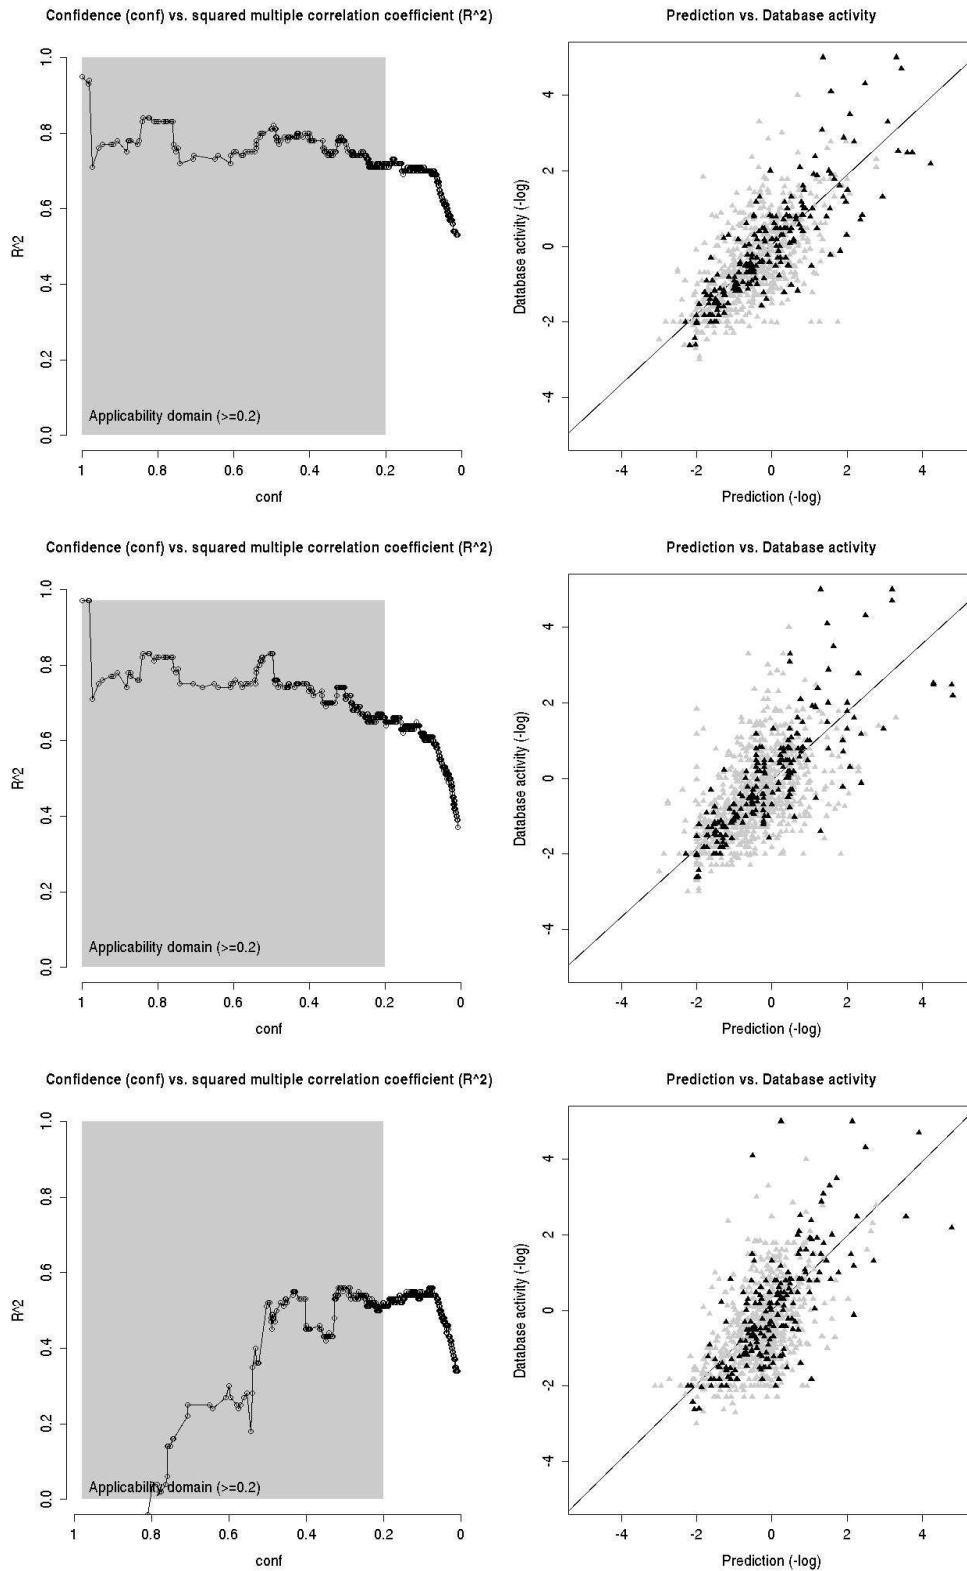 Confidence (conf) vs. squared multiple correlation coefficient (R^2)
R^2
0.0 0.2 0.4 0.6 0.8 1.0
Applicability domain (>=0.2)
1 0.8 0.6 0.4 0.2 0
conf
Prediction vs. Database activity
Database activity (-log)
-4 -2 0 2 4
-4 -2 0 2 4
Prediction (-log)
Confidence (conf) vs. squared multiple correlation coefficient (R^2)
R^2
0.0 0.2 0.4 0.6 0.8 1.0
Applicability domain (>=0.2)
1 0.8 0.6 0.4 0.2 0
conf
Prediction vs. Database activity
Database activity (-log)
-4 -2 0 2 4
-4 -2 0 2 4
Prediction (-log)
Confidence (conf) vs. squared multiple correlation coefficient (R^2)
R^2
0.0 0.2 0.4 0.6 0.8 1.0
Applicability domain (>=0.2)
1 0.8 0.6 0.4 0.2 0
conf
Prediction vs. Database activity
Database activity (-log)
-4 -2 0 2 4
-4 -2 0 2 4
Prediction (-log)